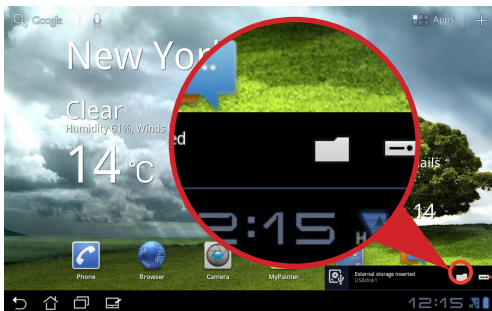 Google
Apps
New Yor
Clear
Humidity 61%, Winds
ed
ails
14 °C
14
2:15
H
Phone
Browser
Camera
MyPainter
External storage inserted
USBdisk1
12:15